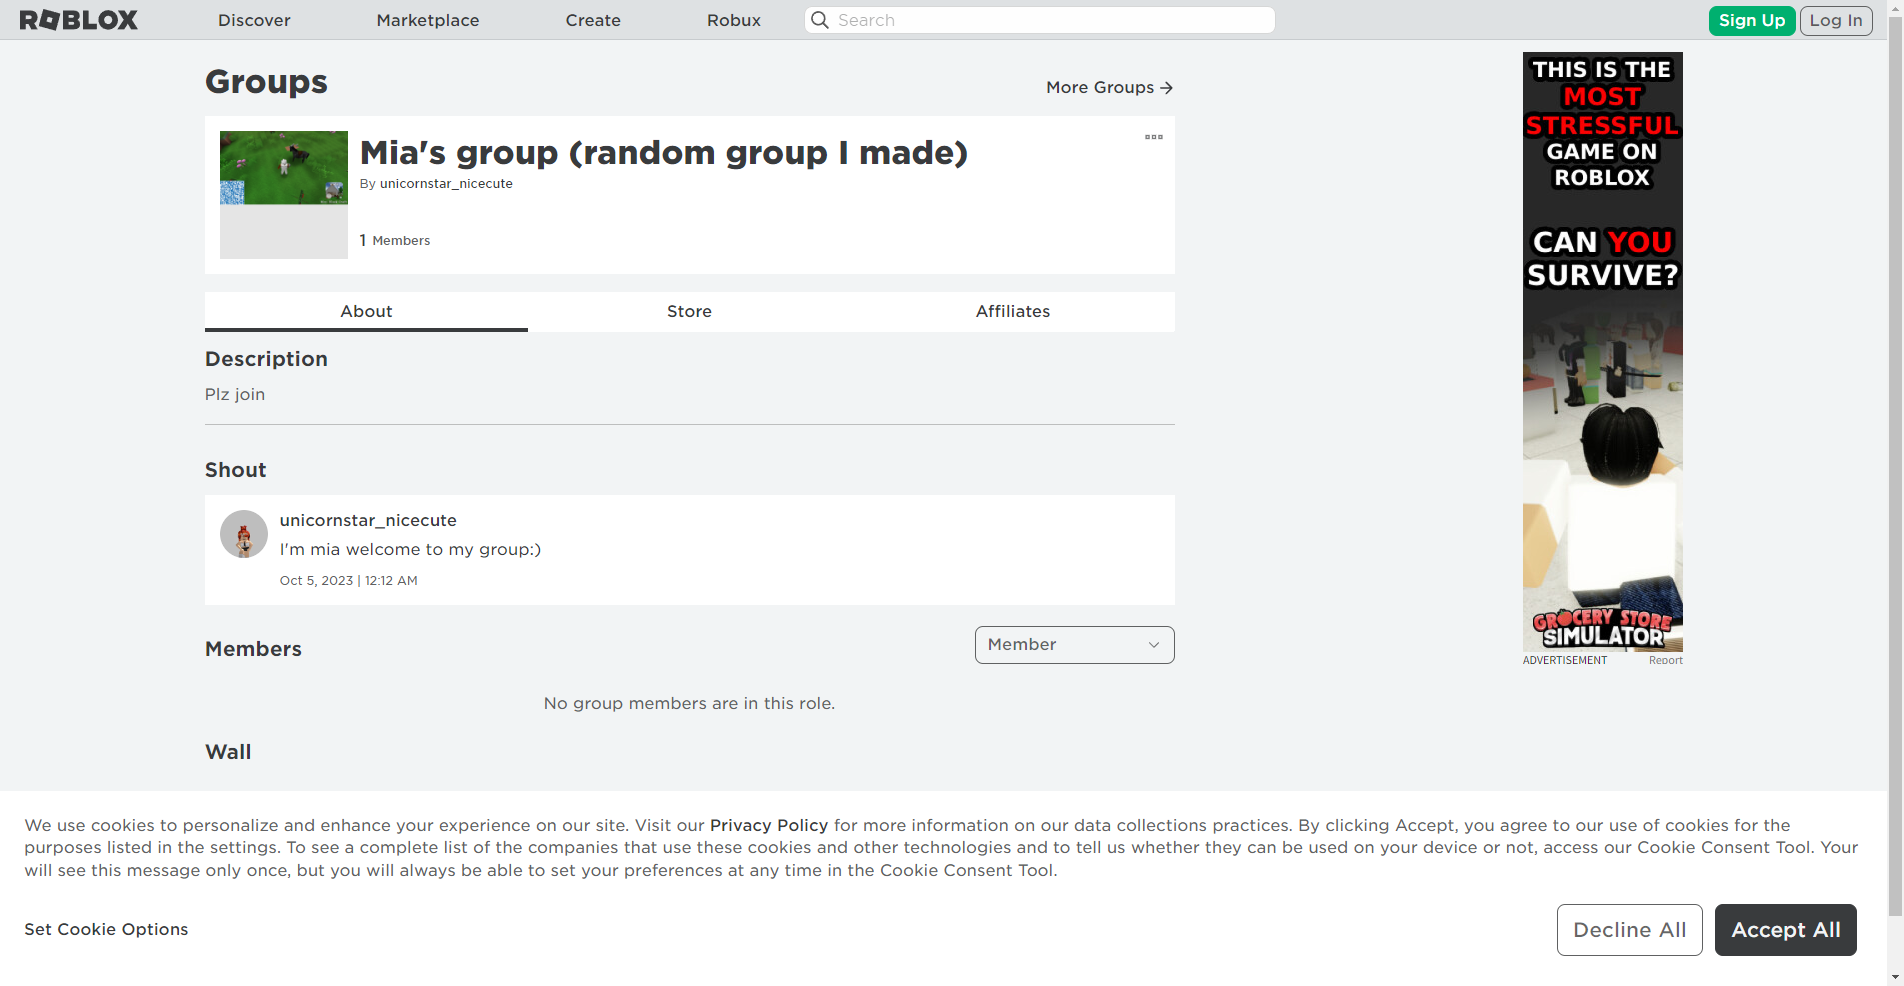 ROBLOX
Discover
Marketplace
Create
Robux
Search
Sign Up
Log In
Groups
More Groups
Mia's group (random group I made)
By unicornstar_nicecute
1 Members
About
Store
Affiliates
Description
Plz join
Shout
unicornstar_nicecute
I'm mia welcome to my group:)
Oct 5, 2023 | 12:12 AM
Members
Member
No group members are in this role.
Wall
THIS IS THE
MOST
STRESSFUL
GAME ON
ROBLOX
CAN YOU
SURVIVE?
GROCERY STORE
SIMULATOR
ADVERTISEMENT
Report
We use cookies to personalize and enhance your experience on our site. Visit our Privacy Policy for more information on our data collections practices. By clicking Accept, you agree to our use of cookies for the
purposes listed in the settings. To see a complete list of the companies that use these cookies and other technologies and to tell us whether they can be used on your device or not, access our Cookie Consent Tool. Your
will see this message only once, but you will always be able to set your preferences at any time in the Cookie Consent Tool.
Set Cookie Options
Decline All
Accept All